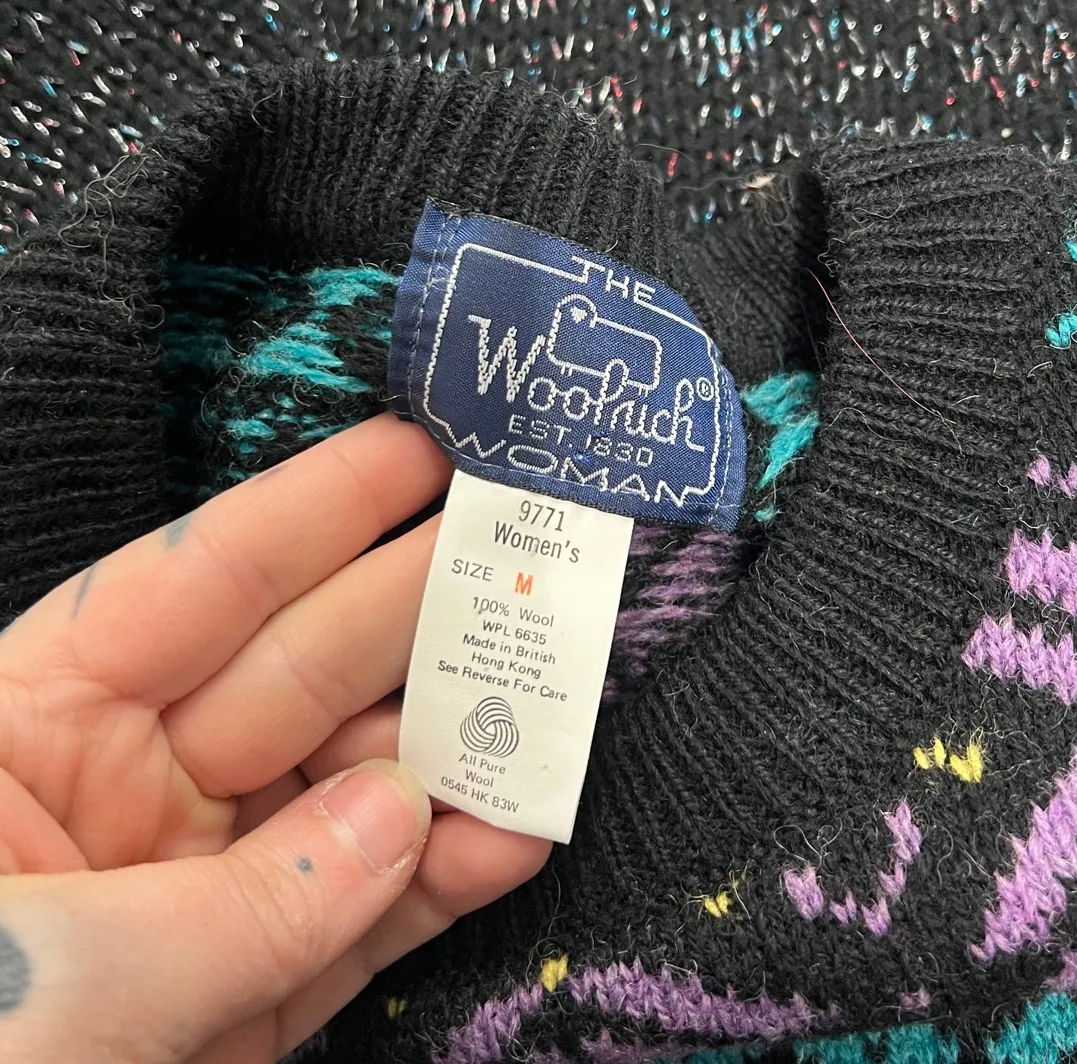 THE
Woolrich®
EST. 1830
WOMAN
9771
Women's
SIZE M
100% Wool
WPL 6635
Made in British
Hong Kong
See Reverse For Care
All Pure
Wool
0545 HK 83W